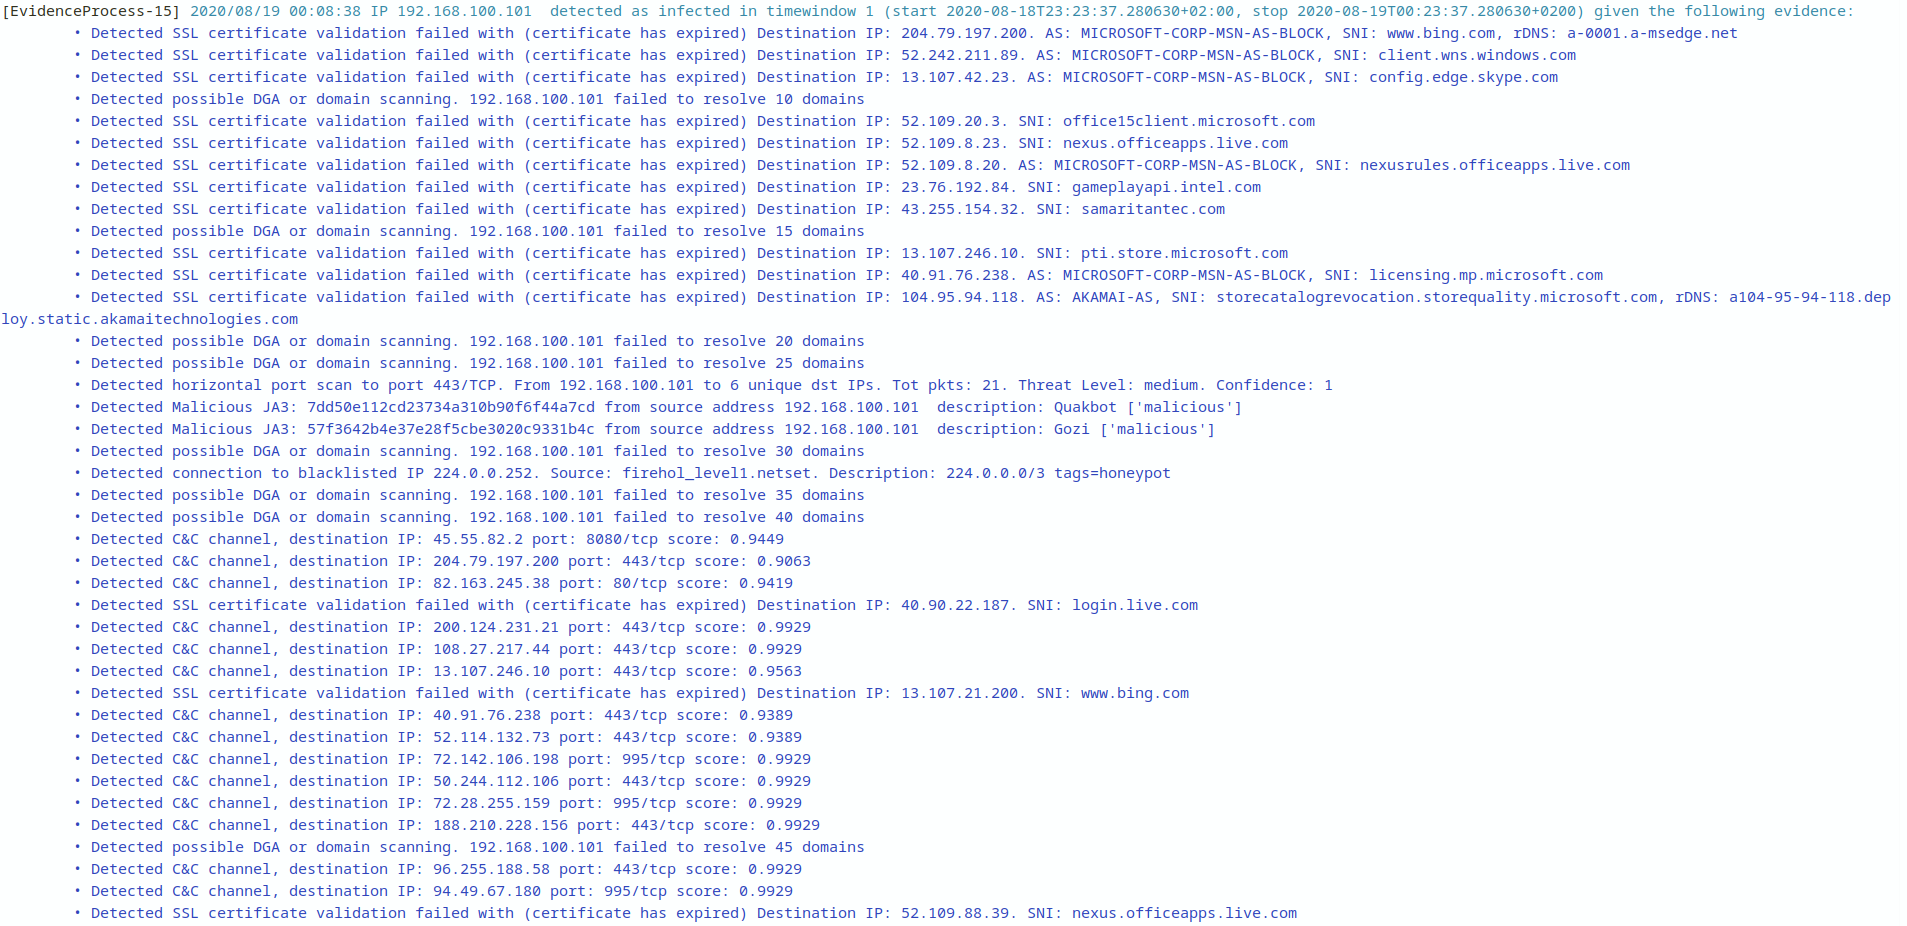 [EvidenceProcess-15] 2020/08/19 00:08:38 IP 192.168.100.101  detected as infected in timewindow 1 (start 2020-08-18T23:23:37.280630+02:00, stop 2020-08-19T00:23:37.280630+0200) given the following evidence:
• Detected SSL certificate validation failed with (certificate has expired) Destination IP: 204.79.197.200. AS: MICROSOFT-CORP-MSN-AS-BLOCK, SNI: www.bing.com, rDNS: a-0001.a-msedge.net
• Detected SSL certificate validation failed with (certificate has expired) Destination IP: 52.242.211.89. AS: MICROSOFT-CORP-MSN-AS-BLOCK, SNI: client.wns.windows.com
• Detected SSL certificate validation failed with (certificate has expired) Destination IP: 13.107.42.23. AS: MICROSOFT-CORP-MSN-AS-BLOCK, SNI: config.edge.skype.com
• Detected possible DGA or domain scanning. 192.168.100.101 failed to resolve 10 domains
• Detected SSL certificate validation failed with (certificate has expired) Destination IP: 52.109.20.3. SNI: office15client.microsoft.com
• Detected SSL certificate validation failed with (certificate has expired) Destination IP: 52.109.8.23. SNI: nexus.officeapps.live.com
• Detected SSL certificate validation failed with (certificate has expired) Destination IP: 52.109.8.20. AS: MICROSOFT-CORP-MSN-AS-BLOCK, SNI: nexusrules.officeapps.live.com
• Detected SSL certificate validation failed with (certificate has expired) Destination IP: 23.76.192.84. SNI: gameplayapi.intel.com
• Detected SSL certificate validation failed with (certificate has expired) Destination IP: 43.255.154.32. SNI: samaritantec.com
• Detected possible DGA or domain scanning. 192.168.100.101 failed to resolve 15 domains
• Detected SSL certificate validation failed with (certificate has expired) Destination IP: 13.107.246.10. SNI: pti.store.microsoft.com
• Detected SSL certificate validation failed with (certificate has expired) Destination IP: 40.91.76.238. AS: MICROSOFT-CORP-MSN-AS-BLOCK, SNI: licensing.mp.microsoft.com
• Detected SSL certificate validation failed with (certificate has expired) Destination IP: 104.95.94.118. AS: AKAMAI-AS, SNI: storecatalogrevocation.storequality.microsoft.com, rDNS: a104-95-94-118.dep
loy.static.akamaitechnologies.com
• Detected possible DGA or domain scanning. 192.168.100.101 failed to resolve 20 domains
• Detected possible DGA or domain scanning. 192.168.100.101 failed to resolve 25 domains
• Detected horizontal port scan to port 443/TCP. From 192.168.100.101 to 6 unique dst IPs. Tot pkts: 21. Threat Level: medium. Confidence: 1
• Detected Malicious JA3: 7dd50e112cd23734a310b90f6f44a7cd from source address 192.168.100.101  description: Quakbot ['malicious']
• Detected Malicious JA3: 57f3642b4e37e28f5cbe3020c9331b4c from source address 192.168.100.101  description: Gozi ['malicious']
• Detected possible DGA or domain scanning. 192.168.100.101 failed to resolve 30 domains
• Detected connection to blacklisted IP 224.0.0.252. Source: firehol_level1.netset. Description: 224.0.0.0/3 tags=honeypot
• Detected possible DGA or domain scanning. 192.168.100.101 failed to resolve 35 domains
• Detected possible DGA or domain scanning. 192.168.100.101 failed to resolve 40 domains
• Detected C&C channel, destination IP: 45.55.82.2 port: 8080/tcp score: 0.9449
• Detected C&C channel, destination IP: 204.79.197.200 port: 443/tcp score: 0.9063
• Detected C&C channel, destination IP: 82.163.245.38 port: 80/tcp score: 0.9419
• Detected SSL certificate validation failed with (certificate has expired) Destination IP: 40.90.22.187. SNI: login.live.com
• Detected C&C channel, destination IP: 200.124.231.21 port: 443/tcp score: 0.9929
• Detected C&C channel, destination IP: 108.27.217.44 port: 443/tcp score: 0.9929
• Detected C&C channel, destination IP: 13.107.246.10 port: 443/tcp score: 0.9563
• Detected SSL certificate validation failed with (certificate has expired) Destination IP: 13.107.21.200. SNI: www.bing.com
• Detected C&C channel, destination IP: 40.91.76.238 port: 443/tcp score: 0.9389
• Detected C&C channel, destination IP: 52.114.132.73 port: 443/tcp score: 0.9389
• Detected C&C channel, destination IP: 72.142.106.198 port: 995/tcp score: 0.9929
• Detected C&C channel, destination IP: 50.244.112.106 port: 443/tcp score: 0.9929
• Detected C&C channel, destination IP: 72.28.255.159 port: 995/tcp score: 0.9929
• Detected C&C channel, destination IP: 188.210.228.156 port: 443/tcp score: 0.9929
• Detected possible DGA or domain scanning. 192.168.100.101 failed to resolve 45 domains
• Detected C&C channel, destination IP: 96.255.188.58 port: 443/tcp score: 0.9929
• Detected C&C channel, destination IP: 94.49.67.180 port: 995/tcp score: 0.9929
• Detected SSL certificate validation failed with (certificate has expired) Destination IP: 52.109.88.39. SNI: nexus.officeapps.live.com